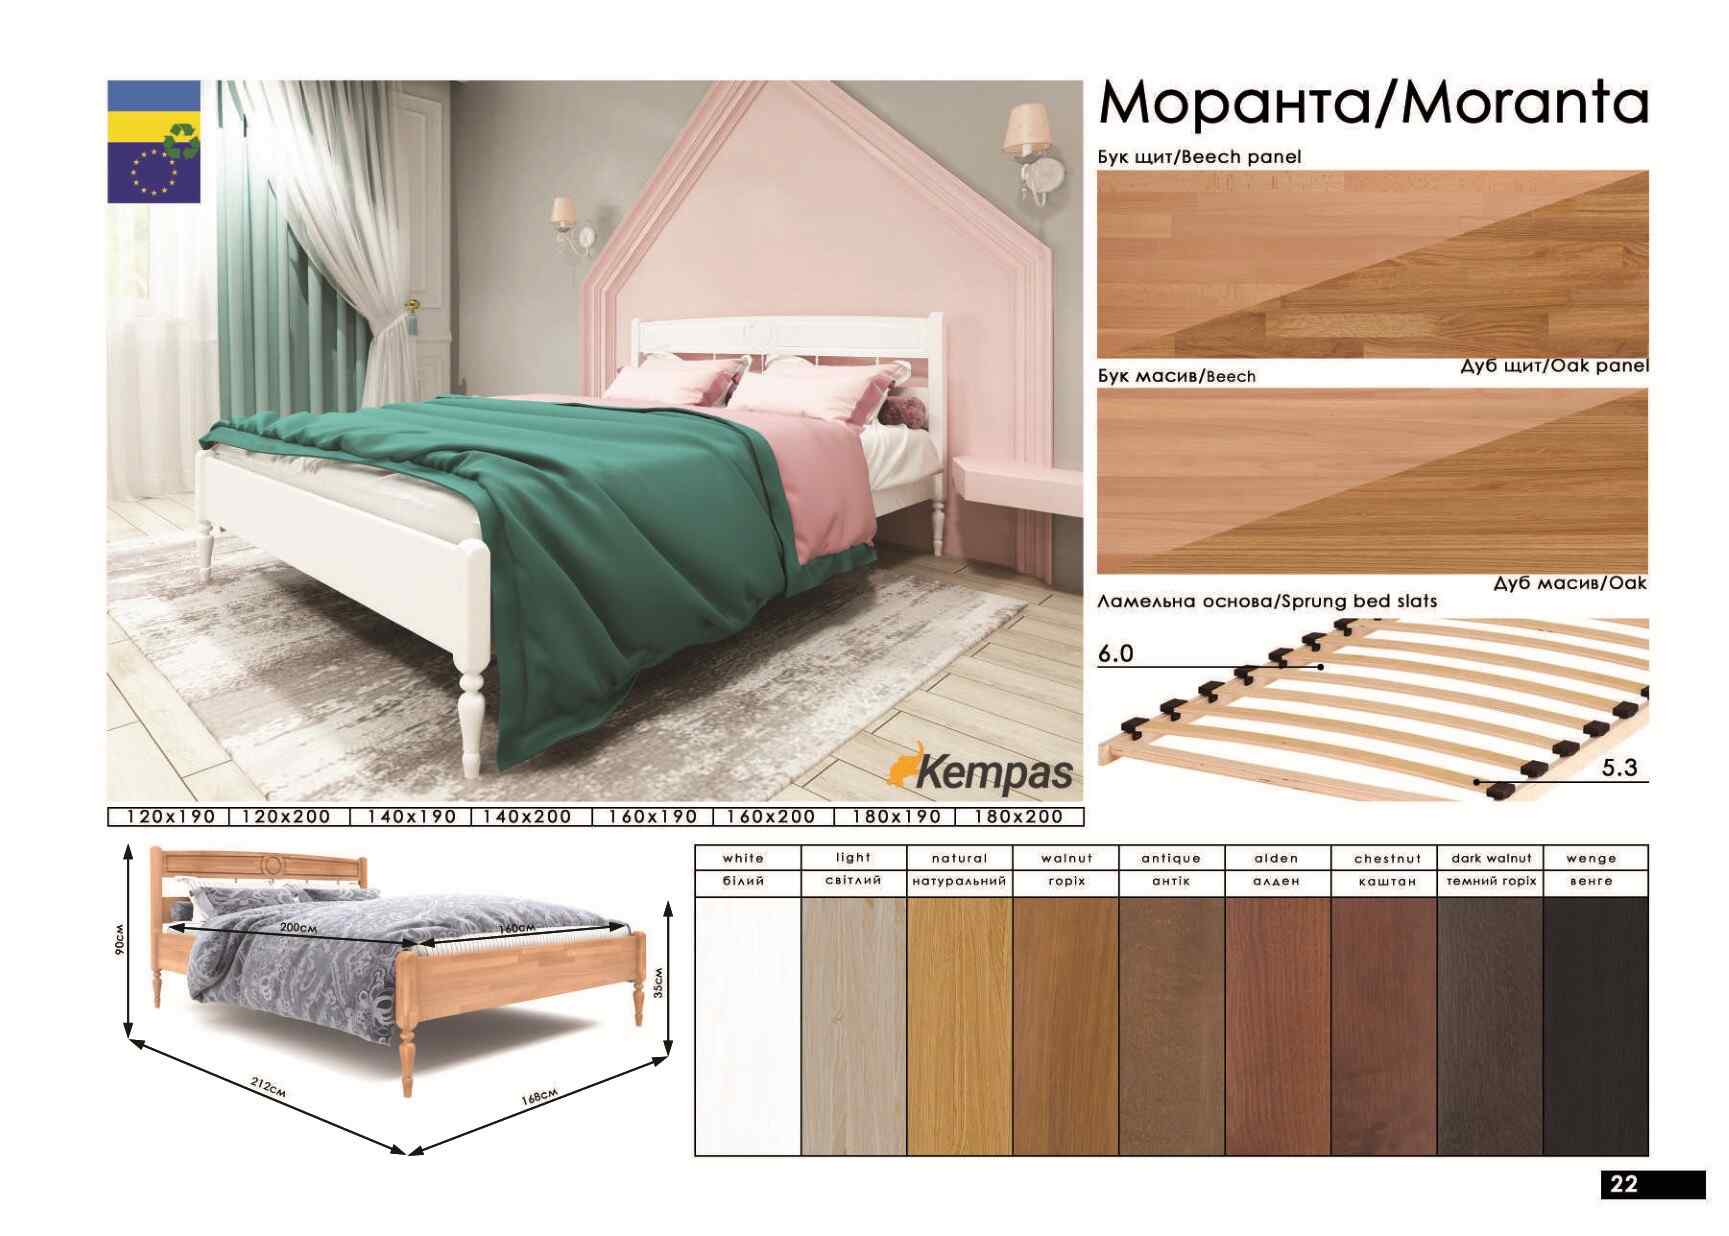 Моранта/Moranta
Бук щит/Beech panel
Дуб щит/Oak panel
Бук масив/Beech
Дуб масив/Oak
Ламельна основа/Sprung bed slats
6.0
5.3
Kempas
120x190 120x200 140x190 140x200 160x190 160x200 180x190 180x200
90см
200см
160см
35см
212см
168см
white light natural walnut antique alden chestnut dark walnut wenge
білий світлий натуральний горіх антік алден каштан темний горіх венге
22